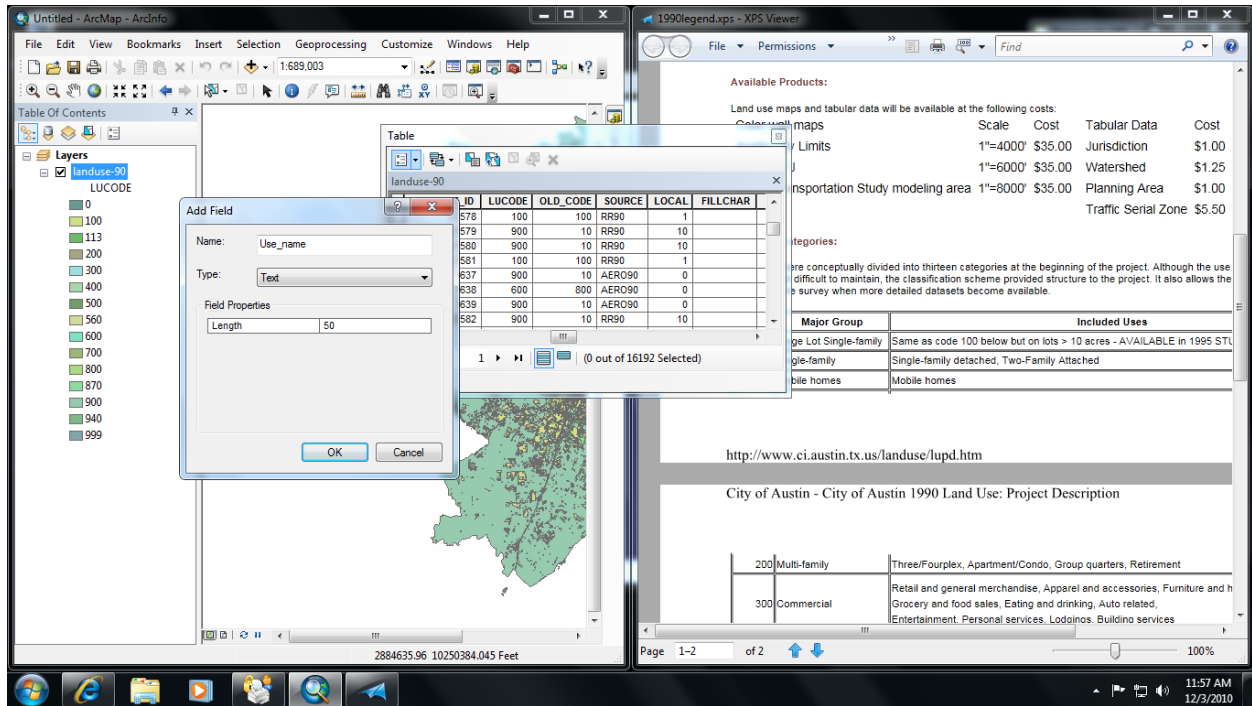 Untitled - ArcMap - ArcInfo
File Edit View Bookmarks Insert Selection Geoprocessing Customize Windows Help
1:689,003
Table Of Contents
Layers
landuse-90
LUCODE
0
100
113
200
300
400
500
560
600
700
800
870
900
940
999
Table
landuse-90
_ID LUCODE OLD_CODE SOURCE LOCAL FILLCHAR
578 100 100 RR90 1
579 900 10 RR90 10
580 900 10 RR90 10
581 100 100 RR90 1
637 900 10 AERO90 0
638 600 800 AERO90 0
639 900 10 AERO90 0
582 900 10 RR90 10
1
(0 out of 16192 Selected)
Add Field
Name: Use_name
Type: Text
Field Properties
Length 50
OK Cancel
2884635.96 10250384.045 Feet
1990legend.xps - XPS Viewer
File Permissions
Find
Available Products:
Land use maps and tabular data will be available at the following costs:
maps Scale Cost Tabular Data Cost
Limits 1"=4000' $35.00 Jurisdiction $1.00
1"=6000' $35.00 Watershed $1.25
nsportation Study modeling area 1"=8000' $35.00 Planning Area $1.00
Traffic Serial Zone $5.50
tegories:
ere conceptually divided into thirteen categories at the beginning of the project. Although the use
difficult to maintain, the classification scheme provided structure to the project. It also allows the
survey when more detailed datasets become available.
Major Group Included Uses
ge Lot Single-family Same as code 100 below but on lots > 10 acres - AVAILABLE in 1995 STU
gle-family Single-family detached, Two-Family Attached
bile homes Mobile homes
http://www.ci.austin.tx.us/landuse/lupd.htm
City of Austin - City of Austin 1990 Land Use: Project Description
200 Multi-family Three/Fourplex, Apartment/Condo, Group quarters, Retirement
300 Commercial Retail and general merchandise, Apparel and accessories, Furniture and h
Grocery and food sales, Eating and drinking, Auto related,
Entertainment, Personal services, Lodgings, Building services
Page 1-2 of 2
100%
11:57 AM
12/3/2010